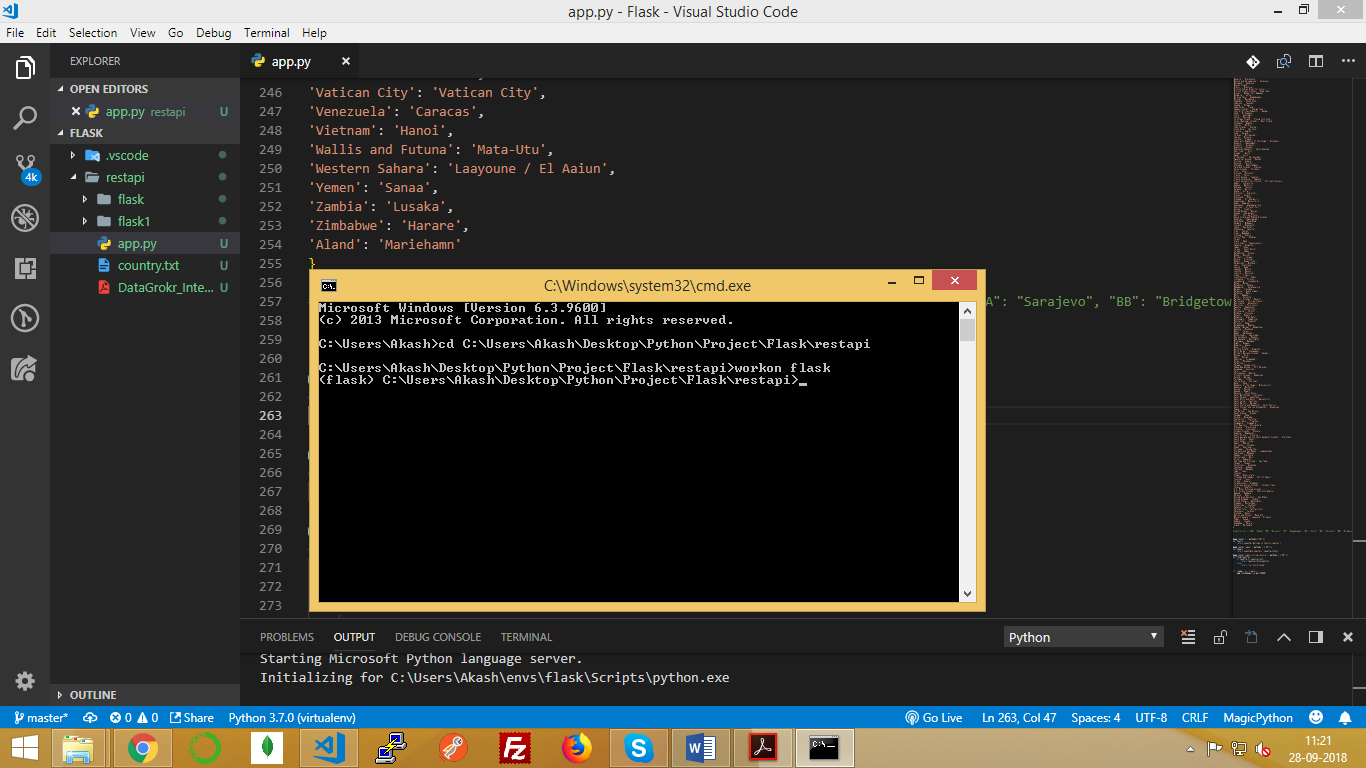 app.py - Flask - Visual Studio Code
File Edit Selection View Go Debug Terminal Help
EXPLORER
OPEN EDITORS
app.py restapi U
FLASK
.vscode
restapi
flask
flask1
app.py U
country.txt U
DataGrokr_Inte... U
OUTLINE
4k
app.py
246 'Vatican City': 'Vatican City',
247 'Venezuela': 'Caracas',
248 'Vietnam': 'Hanoi',
249 'Wallis and Futuna': 'Mata-Utu',
250 'Western Sahara': 'Laayoune / El Aaiun',
251 'Yemen': 'Sanaa',
252 'Zambia': 'Lusaka',
253 'Zimbabwe': 'Harare',
254 'Aland': 'Mariehamn'
255 }
256
257 A": "Sarajevo", "BB": "Bridgetow
258
259
260
261
262
263
264
265
266
267
268
269
270
271
272
273
C:\Windows\system32\cmd.exe
Microsoft Windows [Version 6.3.9600]
(c) 2013 Microsoft Corporation. All rights reserved.
C:\Users\Akash>cd C:\Users\Akash\Desktop\Python\Project\Flask\restapi
C:\Users\Akash\Desktop\Python\Project\Flask\restapi>workon flask
(flask) C:\Users\Akash\Desktop\Python\Project\Flask\restapi>_
PROBLEMS OUTPUT DEBUG CONSOLE TERMINAL
Python
Starting Microsoft Python language server.
Initializing for C:\Users\Akash\envs\flask\Scripts\python.exe
master* 0 0 Share Python 3.7.0 (virtualenv) Go Live Ln 263, Col 47 Spaces: 4 UTF-8 CRLF MagicPython
11:21
28-09-2018